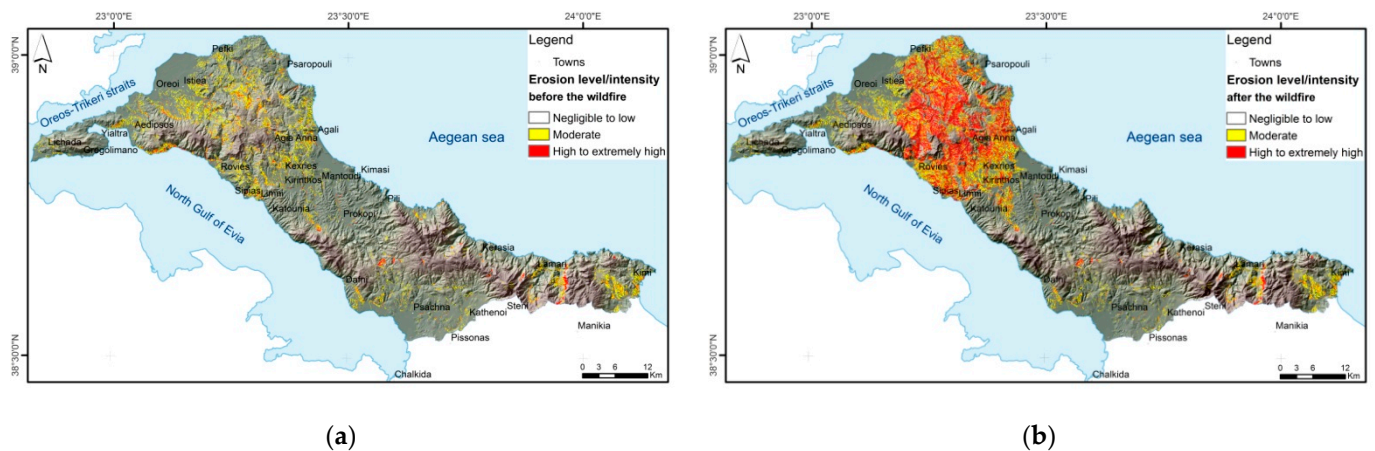 23°0'0"
23°30'0"
24°0'0"
39°0'0"N
38°30'0"N
N
Legend
Towns
Erosion level/intensity
before the wildfire
Negligible to low
Moderate
High to extremely high
Pefki
Psaropouli
Istiea
Oreoi
Oreos-Trikeri straits
Aedipsos
Yialtra
Lichada
Gregolimano
Agali
Agia Anna
Aegean sea
Rovies
Kexries
Kimasi
Kirinthos
Mantoudi
Sipias
Limni
Pili
Katounia
Prokopi
North Gulf of Evia
Kerasia
Lamari
Kimi
Dafni
Psachna
Steni
Kathenoi
Manikia
Pissonas
Chalkida
0 3 6 12
Km
(a)
23°0'0"
23°30'0"
24°0'0"
39°0'0"N
38°30'0"N
N
Legend
Towns
Erosion level/intensity
after the wildfire
Negligible to low
Moderate
High to extremely high
Pefki
Psaropouli
Istiea
Oreoi
Oreos-Trikeri straits
Aedipsos
Yialtra
Lichada
Gregolimano
Agali
Agia Anna
Aegean sea
Rovies
Kexries
Kimasi
Kirinthos
Mantoudi
Sipias
Limni
Pili
Katounia
Prokopi
North Gulf of Evia
Kerasia
Lamari
Kimi
Dafni
Psachna
Steni
Kathenoi
Manikia
Pissonas
Chalkida
0 3 6 12
Km
(b)